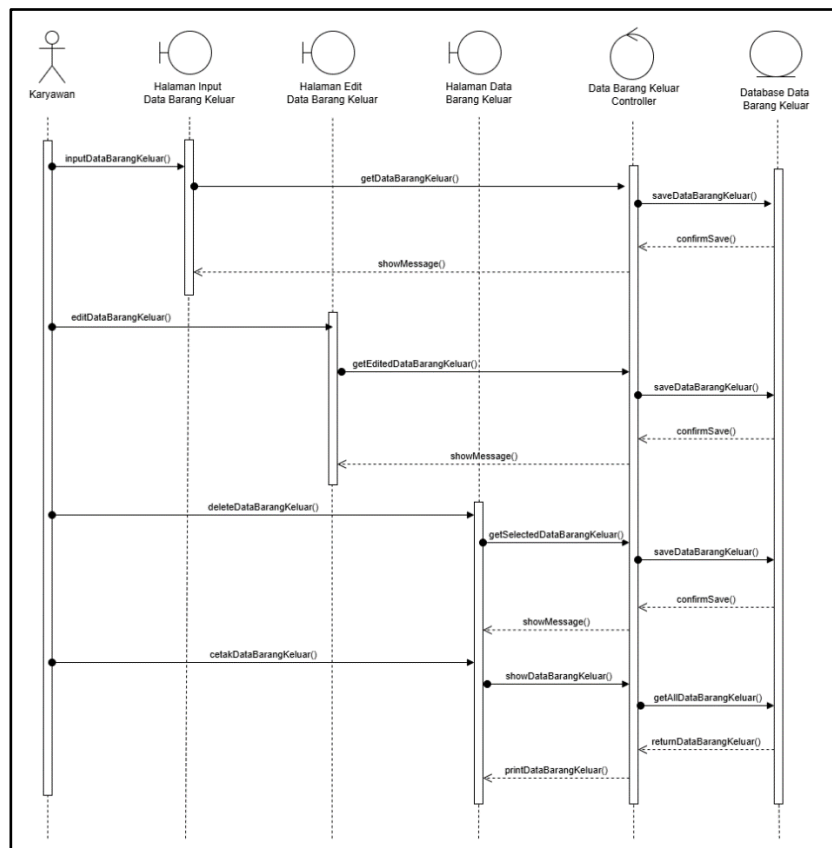 Karyawan
Halaman Input
Data Barang Keluar
Halaman Edit
Data Barang Keluar
Halaman Data
Barang Keluar
Data Barang Keluar
Controller
Database Data
Barang Keluar
inputDataBarangKeluar()
getDataBarangKeluar()
saveDataBarangKeluar()
confirmSave()
showMessage()
editDataBarangKeluar()
getEditedDataBarangKeluar()
saveDataBarangKeluar()
confirmSave()
showMessage()
deleteDataBarangKeluar()
getSelectedDataBarangKeluar()
saveDataBarangKeluar()
confirmSave()
showMessage()
cetakDataBarangKeluar()
showDataBarangKeluar()
getAllDataBarangKeluar()
returnDataBarangKeluar()
printDataBarangKeluar()